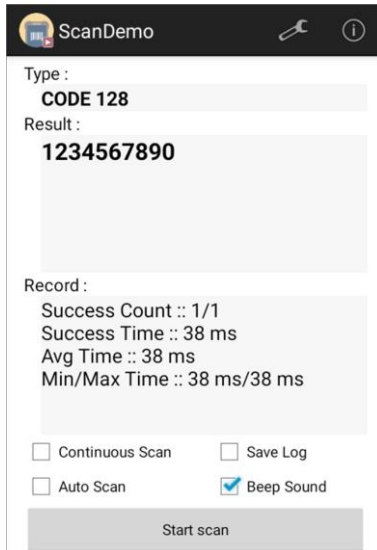 ScanDemo
Type :
CODE 128
Result :
1234567890
Record :
Success Count :: 1/1
Success Time :: 38 ms
Avg Time :: 38 ms
Min/Max Time :: 38 ms/38 ms
Continuous Scan
Save Log
Auto Scan
Beep Sound
Start scan